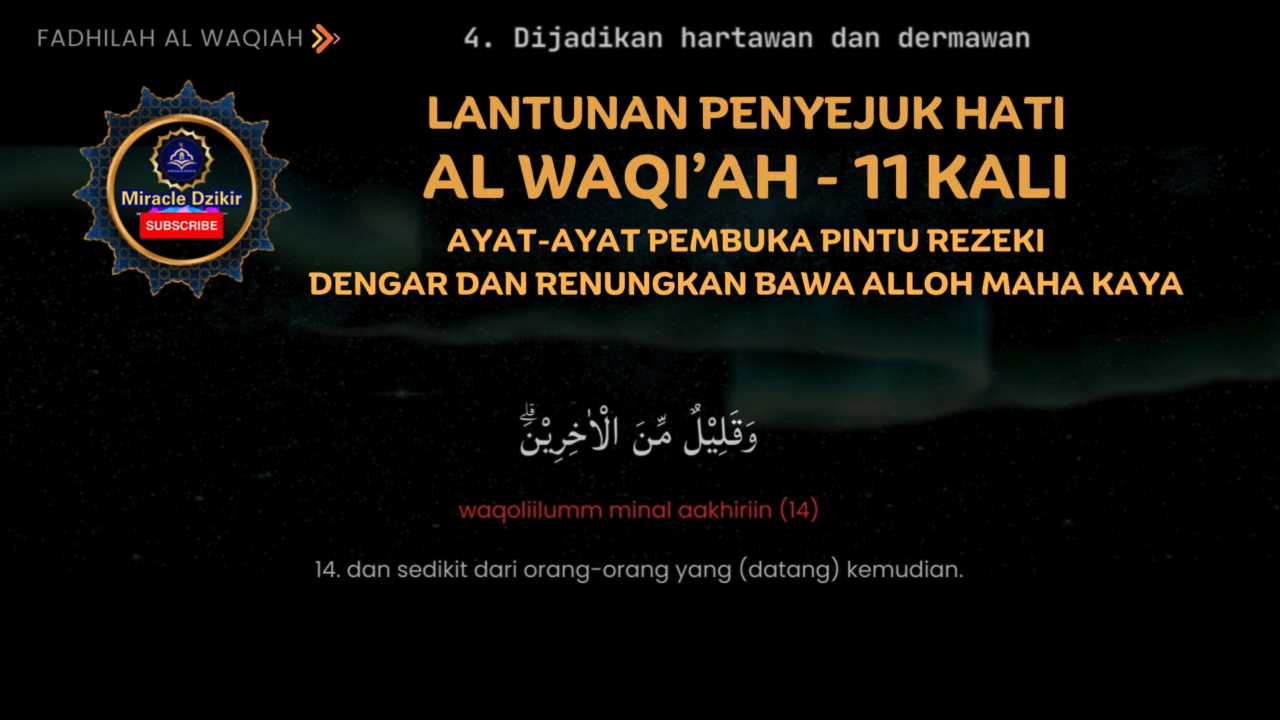 FADHILAH AL WAQIAH
4. Dijadikan hartawan dan dermawan
LANTUNAN PENYEJUK HATI
AL WAQI’AH - 11 KALI
AYAT-AYAT PEMBUKA PINTU REZEKI
DENGAR DAN RENUNGKAN BAWA ALLOH MAHA KAYA
Miracle Dzikir
SUBSCRIBE
وَقَلِيْلٌ مِّنَ الْاٰخِرِيْنَۗ
waqoliilumm minal aakhiriin (14)
14. dan sedikit dari orang-orang yang (datang) kemudian.